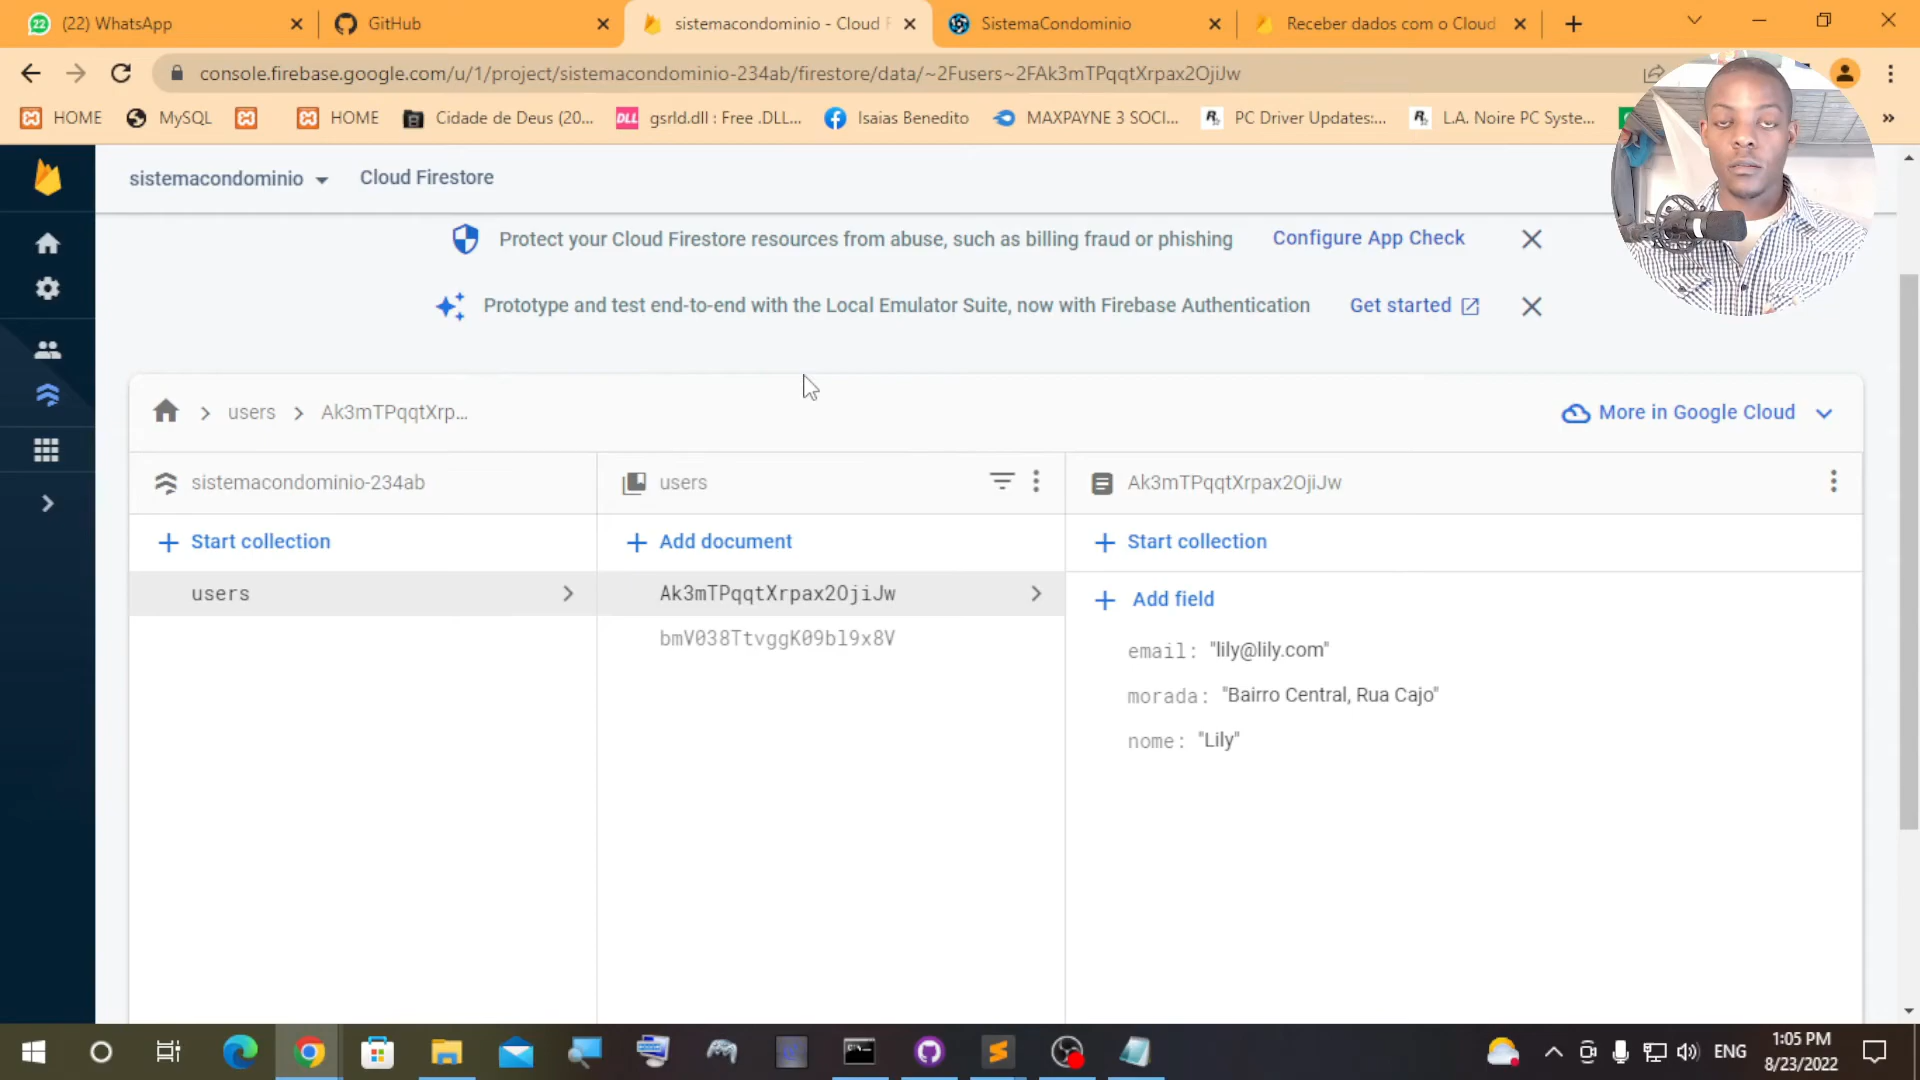 22
(22) WhatsApp
GitHub
sistemacondominio - Cloud F
SistemaCondominio
Receber dados com o Cloud
console.firebase.google.com/u/1/project/sistemacondominio-234ab/firestore/data/~2Fusers~2FAk3mTPqqtXrpax2OjiJw
HOME
MySQL
HOME
Cidade de Deus (20...
DLL
gsrld.dll : Free .DLL...
Isaias Benedito
MAXPAYNE 3 SOCI...
PC Driver Updates:...
L.A. Noire PC Syste...
»
sistemacondominio
Cloud Firestore
Protect your Cloud Firestore resources from abuse, such as billing fraud or phishing
Configure App Check
Prototype and test end-to-end with the Local Emulator Suite, now with Firebase Authentication
Get started
users
Ak3mTPqqtXrp...
More in Google Cloud
sistemacondominio-234ab
users
Ak3mTPqqtXrpax2OjiJw
Start collection
Add document
Start collection
users
Ak3mTPqqtXrpax2OjiJw
bmV038TtvggK09bl9x8V
Add field
email: "lily@lily.com"
morada: "Bairro Central, Rua Cajo"
nome: "Lily"
ENG
1:05 PM
8/23/2022